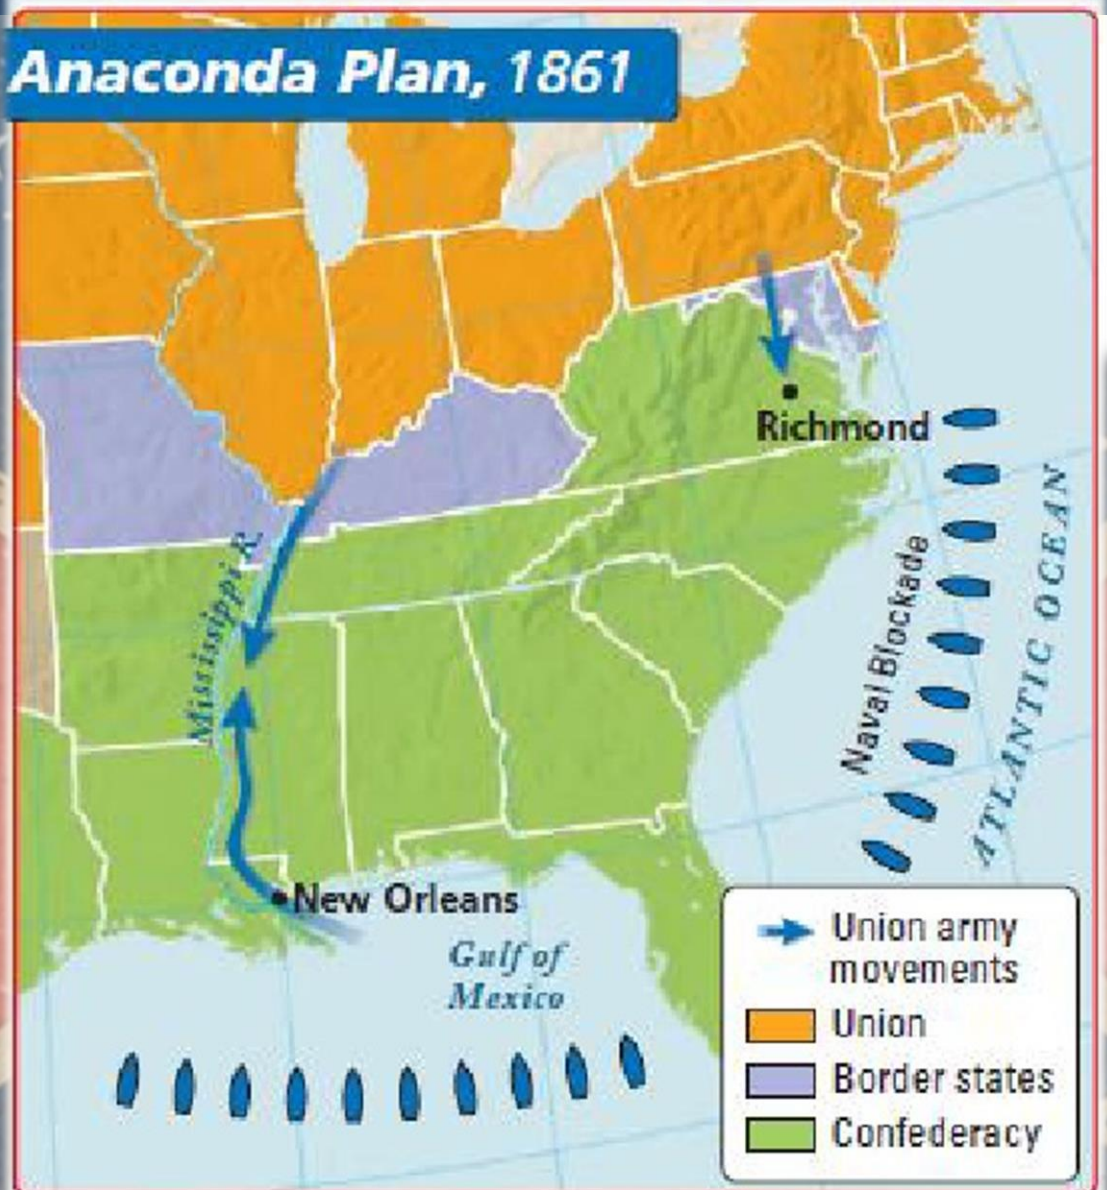 Anaconda Plan, 1861
Richmond
Mississippi R.
Naval Blockade
ATLANTIC OCEAN
New Orleans
Gulf of
Mexico
Union army
movements
Union
Border states
Confederacy